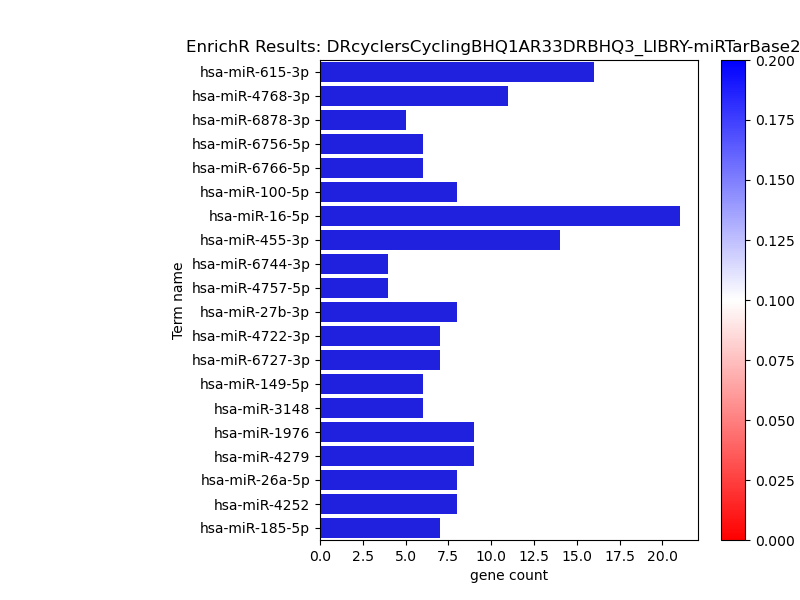 EnrichR Results: DRcyclersCyclingBHQ1AR33DRBHQ3_LIBRY-miRTarBase2
hsa-miR-615-3p
hsa-miR-4768-3p
hsa-miR-6878-3p
hsa-miR-6756-5p
hsa-miR-6766-5p
hsa-miR-100-5p
hsa-miR-16-5p
hsa-miR-455-3p
hsa-miR-6744-3p
hsa-miR-4757-5p
hsa-miR-27b-3p
hsa-miR-4722-3p
hsa-miR-6727-3p
hsa-miR-149-5p
hsa-miR-3148
hsa-miR-1976
hsa-miR-4279
hsa-miR-26a-5p
hsa-miR-4252
hsa-miR-185-5p
Term name
0.0 2.5 5.0 7.5 10.0 12.5 15.0 17.5 20.0
gene count
0.200
0.175
0.150
0.125
0.100
0.075
0.050
0.025
0.000